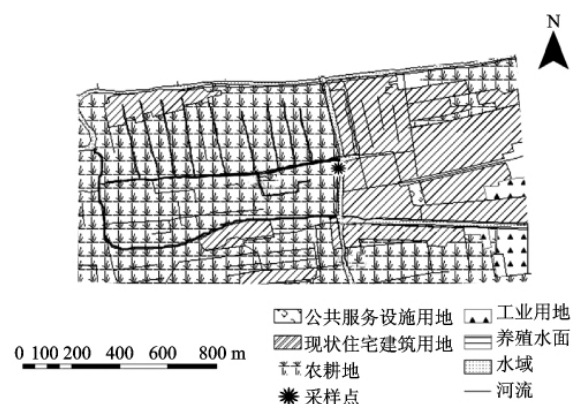 N
公共服务设施用地
工业用地
现状住宅建筑用地
养殖水面
农耕地
水域
采样点
河流
0 100 200 400 600 800 m